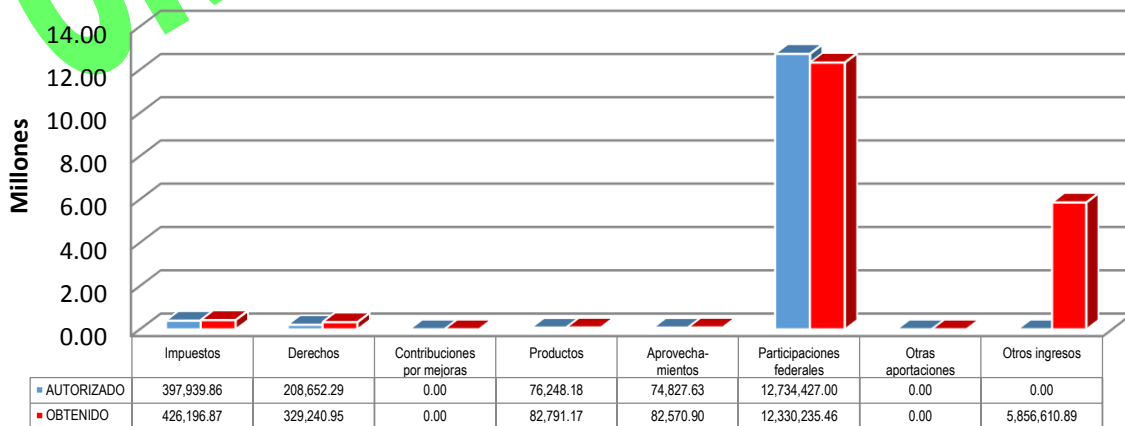 14.00
12.00
10.00
8.00
6.00
4.00
2.00
0.00
Millones
Impuestos Derechos Contribuciones por mejoras Productos Aprovecha-mientos Participaciones federales Otras aportaciones Otros ingresos
AUTORIZADO 397,939.86 208,652.29 0.00 76,248.18 74,827.63 12,734,427.00 0.00 0.00
OBTENIDO 426,196.87 329,240.95 0.00 82,791.17 82,570.90 12,330,235.46 0.00 5,856,610.89